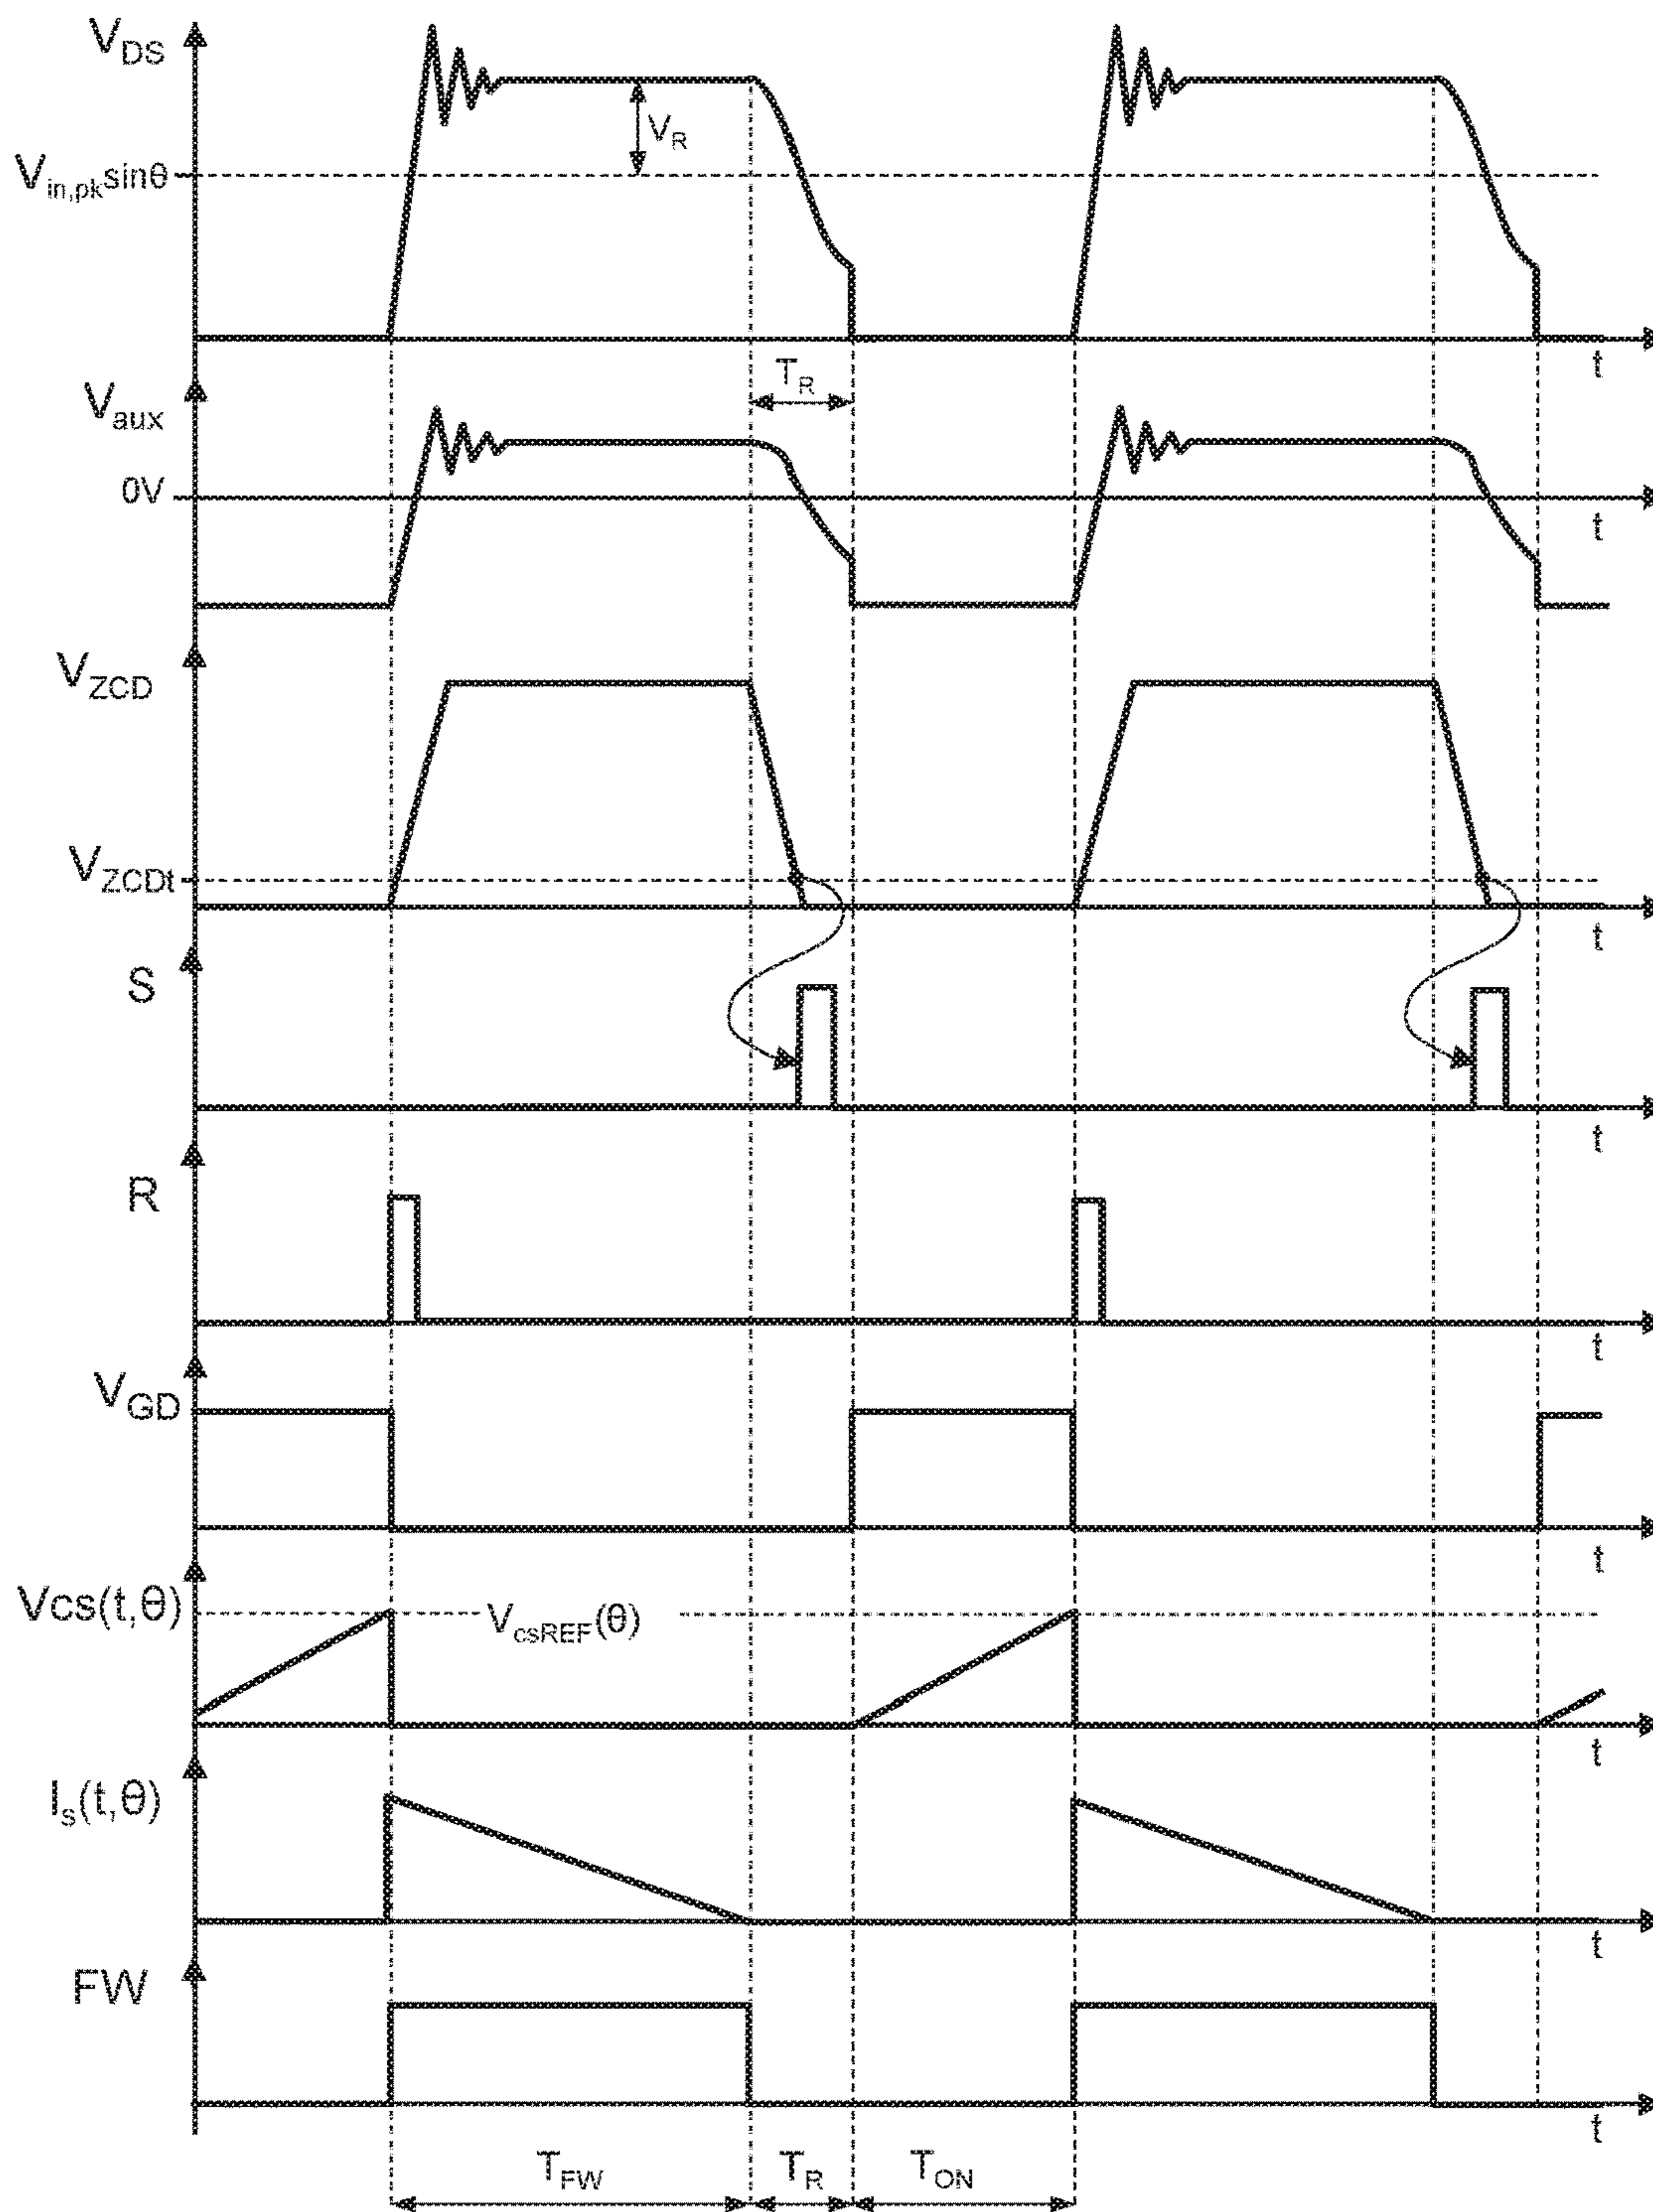 V_DS
V_R
V_in,pk sinθ
t
T_R
V_aux
0V
t
V_ZCD
V_ZCDt
t
S
t
R
t
V_GD
t
Vcs(t,θ)
V_csREF(θ)
t
I_s(t,θ)
t
FW
t
T_FW T_R T_ON